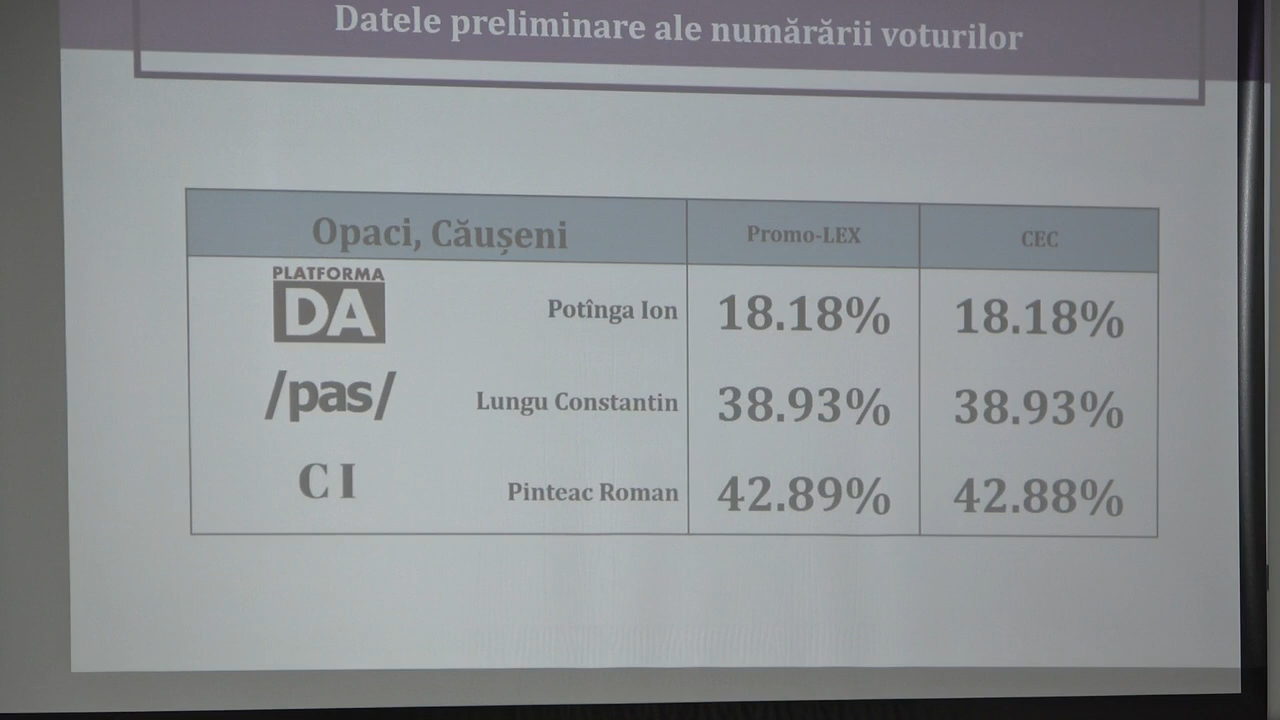 Datele preliminare ale numărării voturilor
Opaci, Căușeni Promo-LEX CEC
PLATFORMA
DA Potînga Ion 18.18% 18.18%
/pas/ Lungu Constantin 38.93% 38.93%
C I Pinteac Roman 42.89% 42.88%